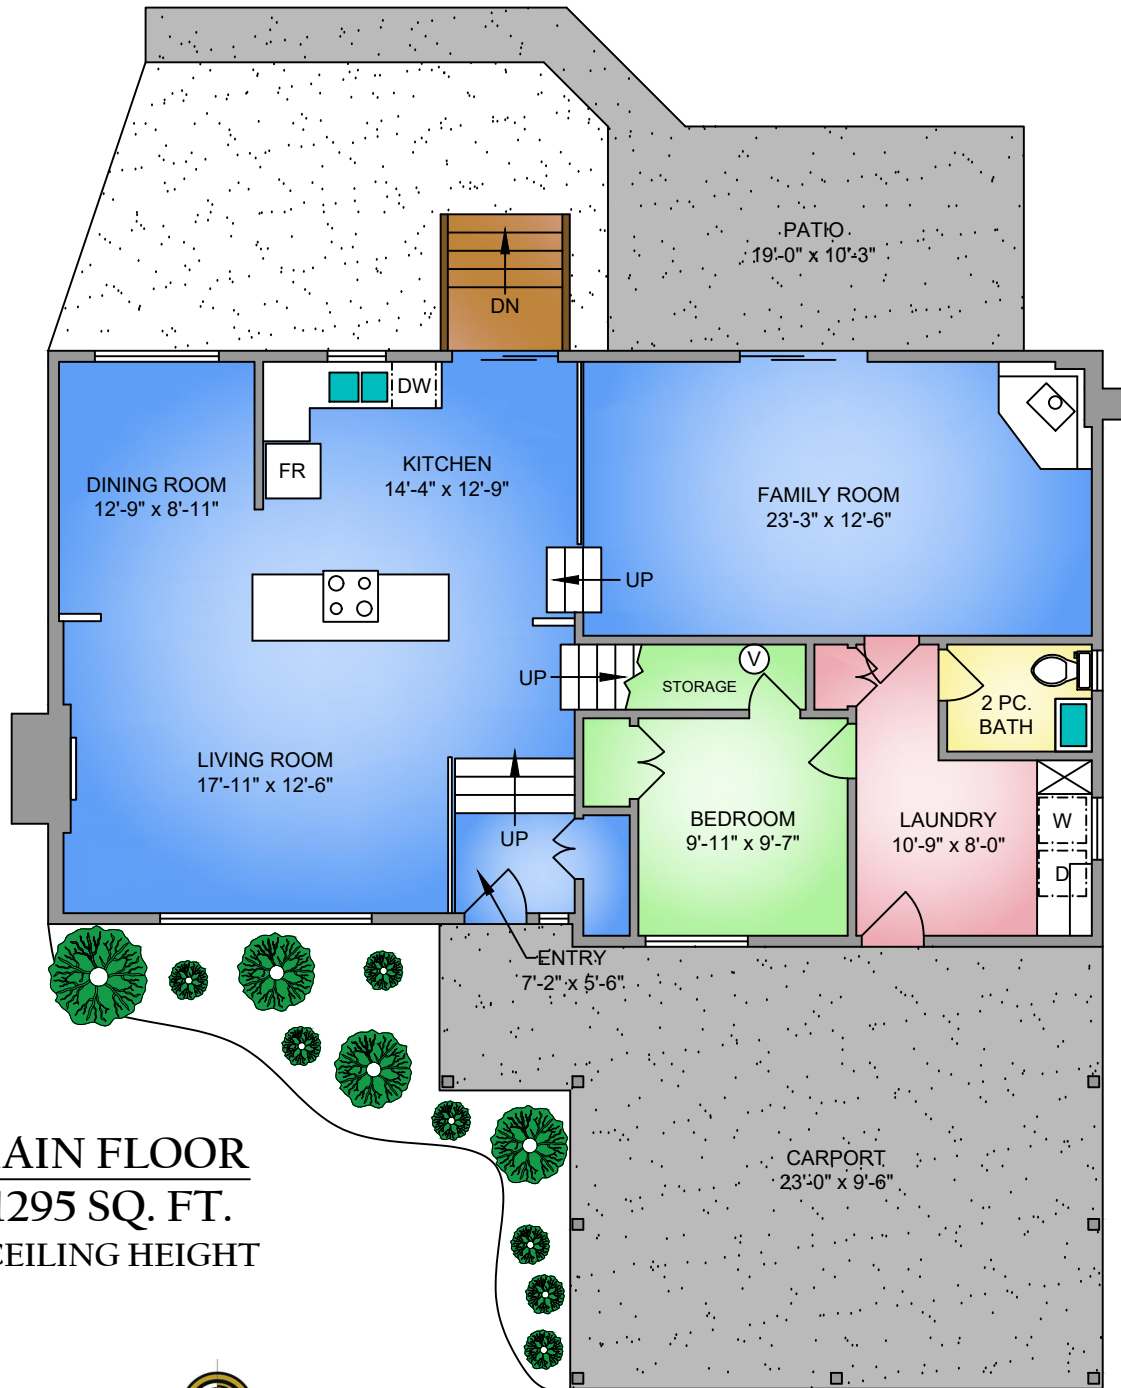 PATIO
19'-0" x 10'-3"
DN
DW
FR
KITCHEN
14'-4" x 12'-9"
DINING ROOM
12'-9" x 8'-11"
FAMILY ROOM
23'-3" x 12'-6"
UP
UP
STORAGE
V
2 PC.
BATH
LIVING ROOM
17'-11" x 12'-6"
UP
BEDROOM
9'-11" x 9'-7"
LAUNDRY
10'-9" x 8'-0"
W
D
ENTRY
7'-2" x 5'-6"
CARPORT
23'-0" x 9'-6"
AIN FLOOR
1295 SQ. FT.
CEILING HEIGHT